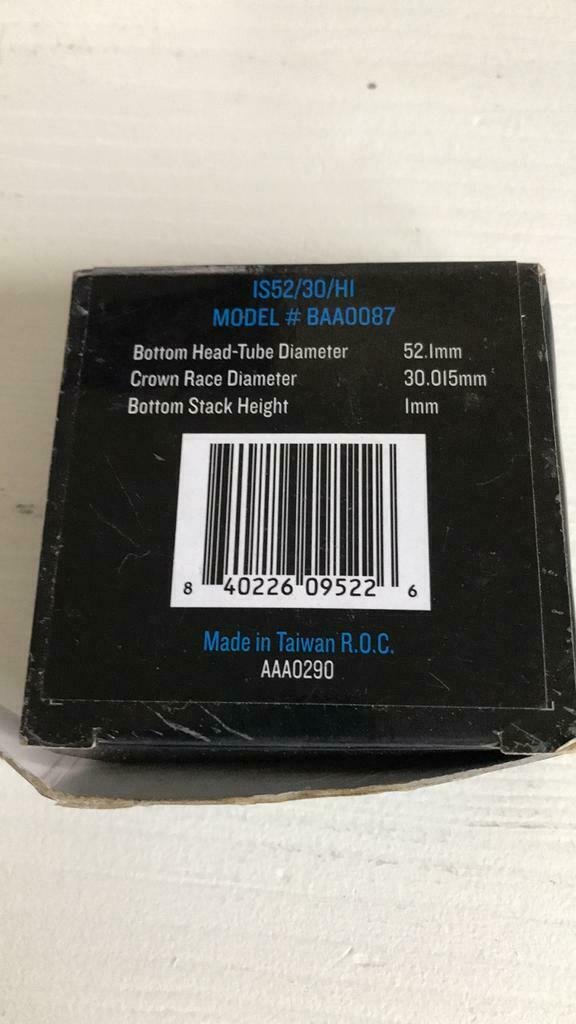 IS52/30/HI
MODEL # BAA0087
Bottom Head-Tube Diameter 52.1mm
Crown Race Diameter 30.015mm
Bottom Stack Height 1mm
8 40226 09522 6
Made in Taiwan R.O.C.
AAA0290